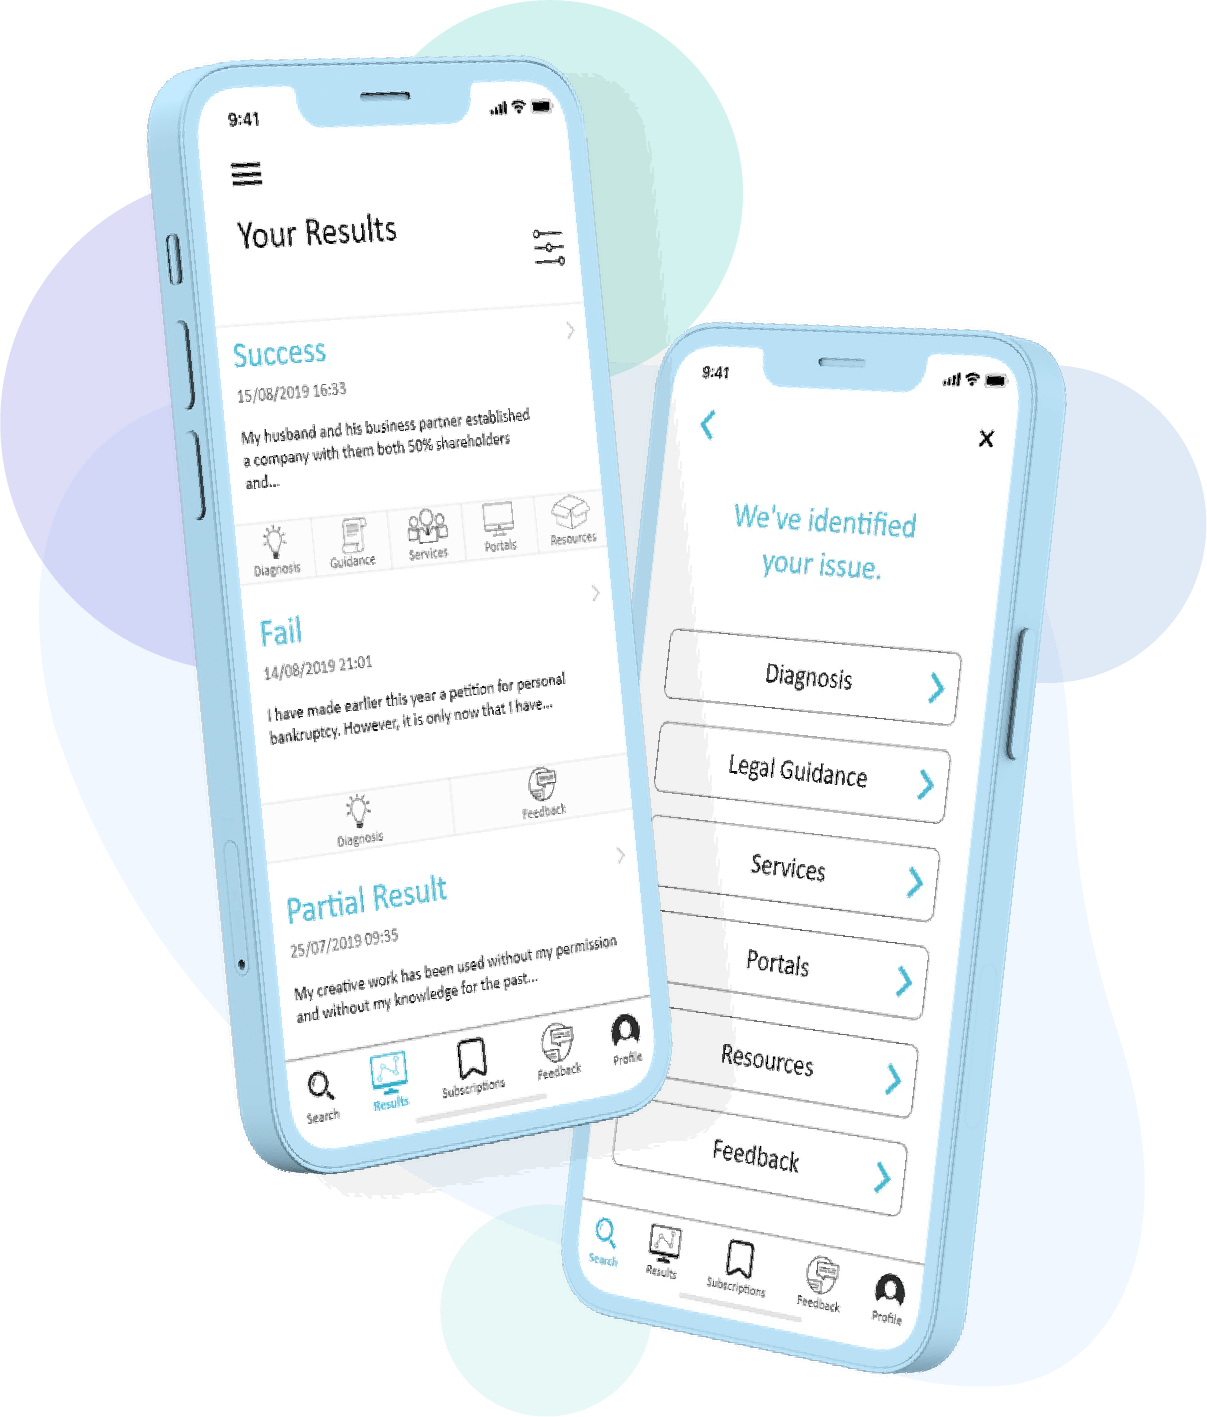 9:41
Your Results
Success
15/08/2019 16:33
My husband and his business partner established
a company with them both 50% shareholders
and...
Diagnosis
Guidance
Services
Portals
Resources
Fail
14/08/2019 21:01
I have made earlier this year a petition for personal
bankruptcy. However, it is only now that I have...
Diagnosis
Feedback
Partial Result
25/07/2019 09:35
My creative work has been used without my permission
and without my knowledge for the past...
Search
Results
Subscriptions
Feedback
Profile
9:41
We've identified
your issue.
Diagnosis
Legal Guidance
Services
Portals
Resources
Feedback
Search
Results
Subscriptions
Feedback
Profile